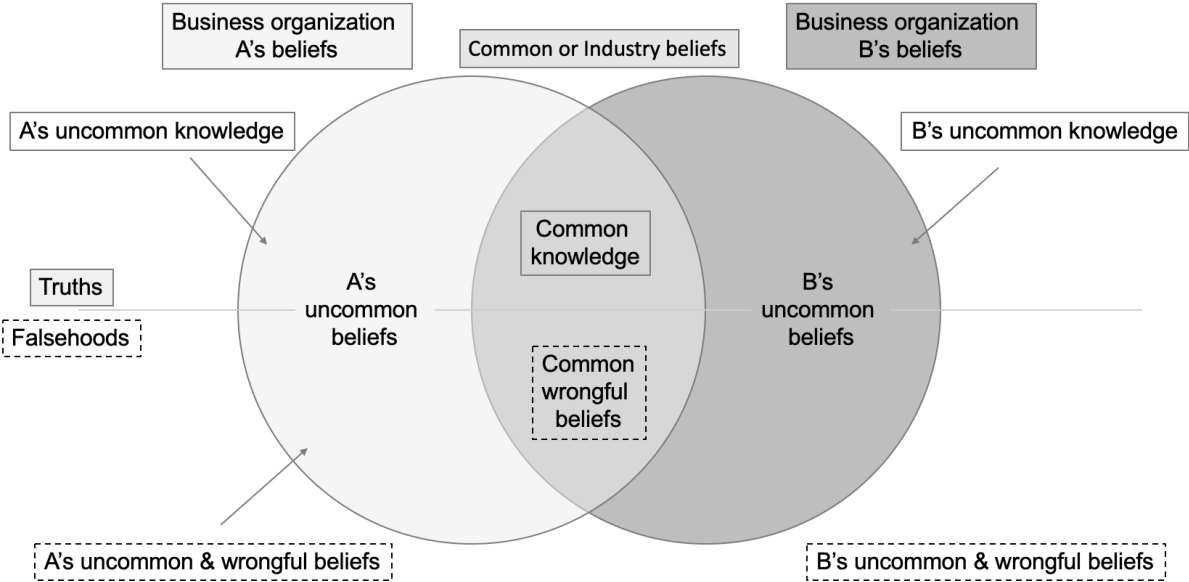 Business organization
A's beliefs
Common or Industry beliefs
Business organization
B's beliefs
A's uncommon knowledge
B's uncommon knowledge
Common
knowledge
Truths
Falsehoods
A's
uncommon
beliefs
B's
uncommon
beliefs
Common
wrongful
beliefs
A's uncommon & wrongful beliefs
B's uncommon & wrongful beliefs